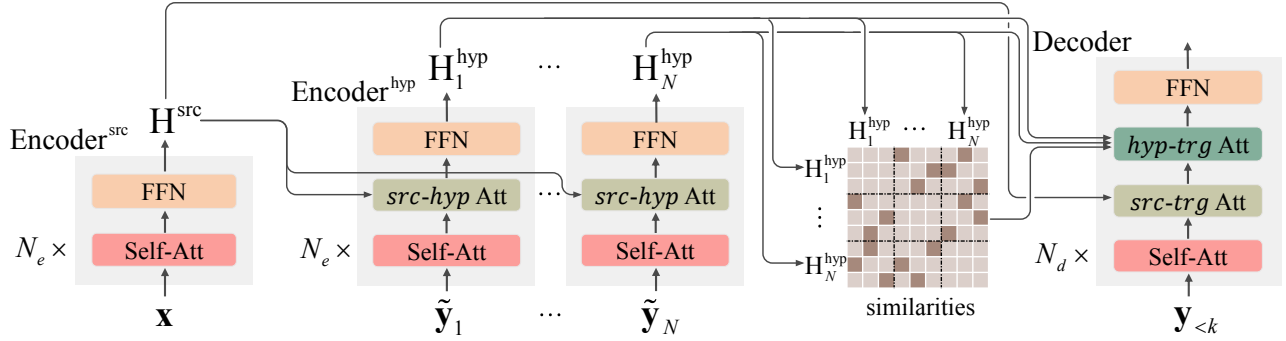 Encoder^src
H^src
FFN
Self-Att
N_e ×
x
Encoder^hyp
H_1^hyp
...
H_N^hyp
FFN
FFN
src-hyp Att
...
src-hyp Att
Self-Att
Self-Att
N_e ×
ỹ_1
...
ỹ_N
H_1^hyp ... H_N^hyp
H_1^hyp
⋮
H_N^hyp
similarities
Decoder
FFN
hyp-trg Att
src-trg Att
Self-Att
N_d ×
y_<k